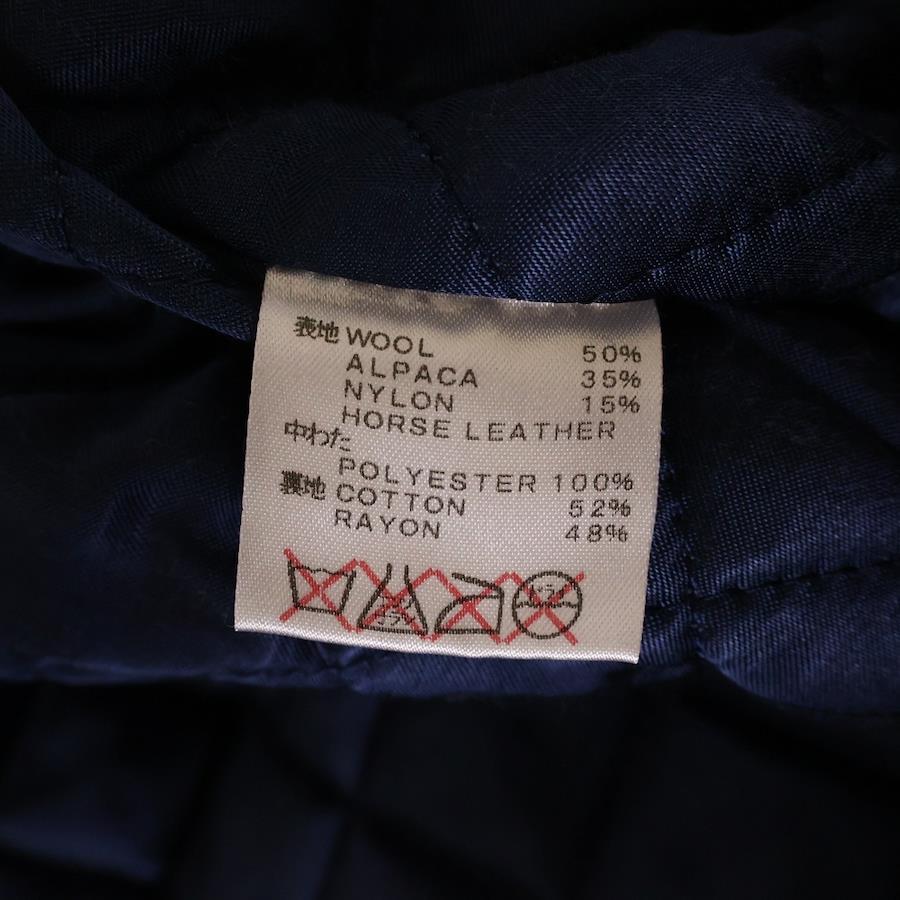 表地 WOOL 50%
ALPACA 35%
NYLON 15%
HORSE LEATHER
中わた
POLYESTER 100%
裏地 COTTON 52%
RAYON 48%